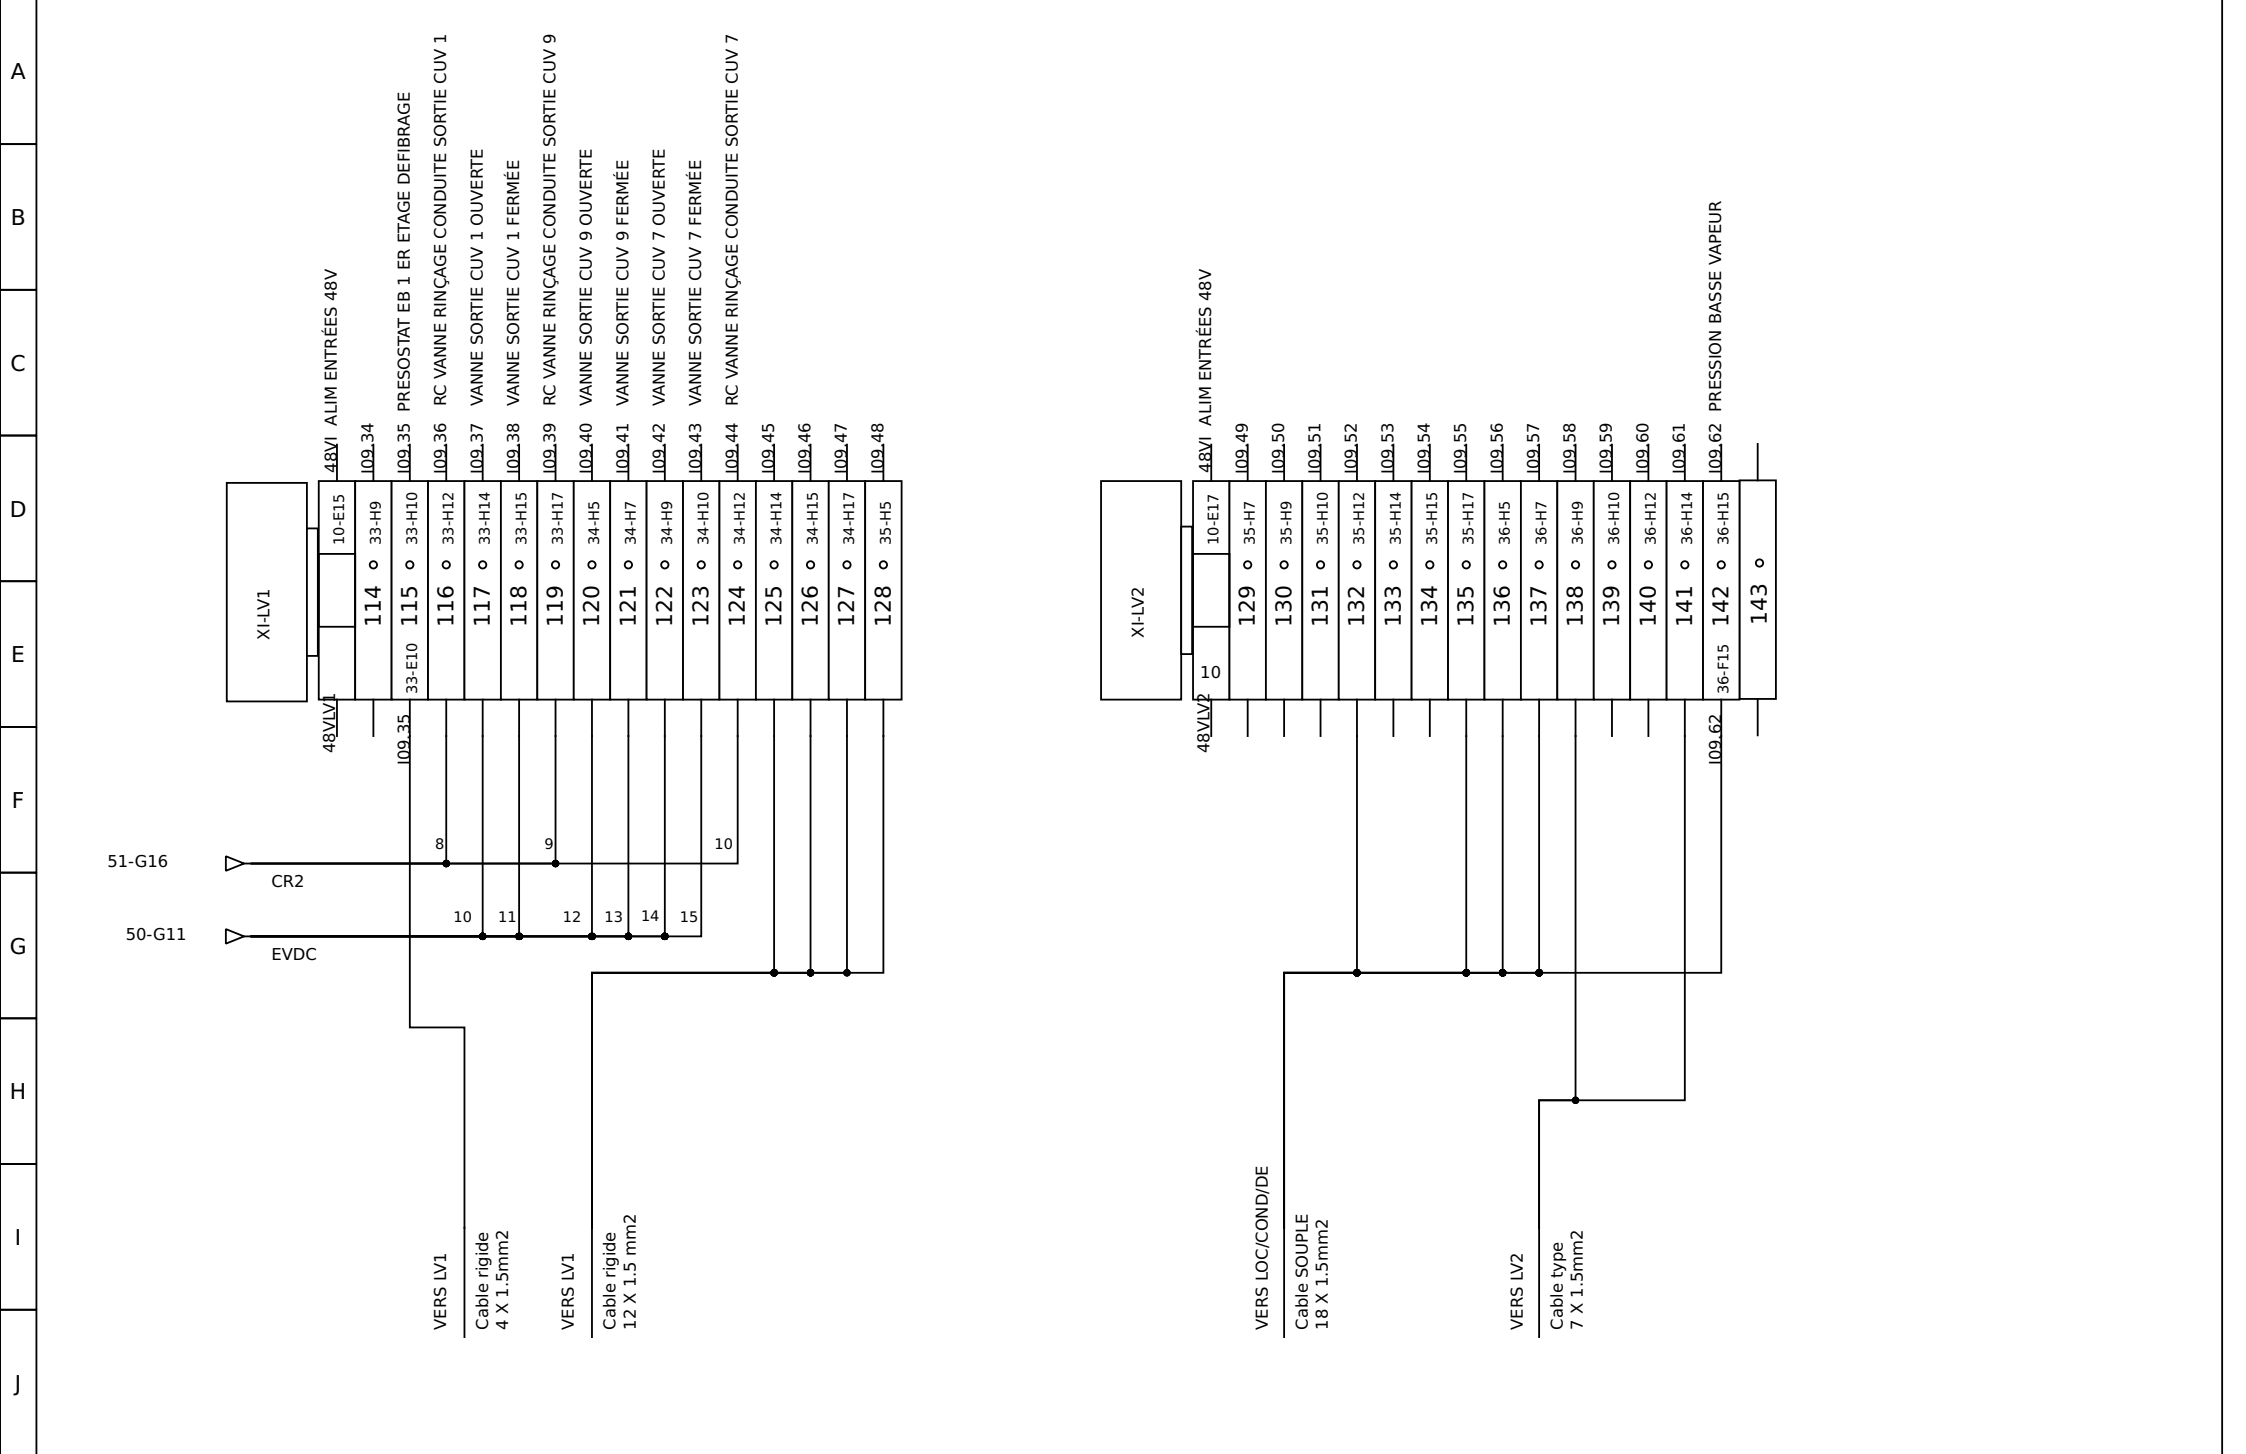 A
B
C
D
E
F
G
H
I
J
48VI ALIM ENTRÉES 48V
I09.34
I09.35 PRESOSTAT EB 1 ER ETAGE DEFIBRAGE
I09.36 RC VANNE RINÇAGE CONDUITE SORTIE CUV 1
I09.37 VANNE SORTIE CUV 1 OUVERTE
I09.38 VANNE SORTIE CUV 1 FERMÉE
I09.39 RC VANNE RINÇAGE CONDUITE SORTIE CUV 9
I09.40 VANNE SORTIE CUV 9 OUVERTE
I09.41 VANNE SORTIE CUV 9 FERMÉE
I09.42 VANNE SORTIE CUV 7 OUVERTE
I09.43 VANNE SORTIE CUV 7 FERMÉE
I09.44 RC VANNE RINÇAGE CONDUITE SORTIE CUV 7
I09.45
I09.46
I09.47
I09.48
XI-LV1
10-E15
33-H9
33-H10
33-H12
33-H14
33-H15
33-H17
34-H5
34-H7
34-H9
34-H10
34-H12
34-H14
34-H15
34-H17
35-H5
114
115
116
117
118
119
120
121
122
123
124
125
126
127
128
33-E10
48VLV1
I09.35
51-G16
CR2
8
9
10
50-G11
EVDC
10
11
12
13
14
15
VERS LV1
Cable rigide
4 X 1.5mm2
VERS LV1
Cable rigide
12 X 1.5 mm2
48VI ALIM ENTRÉES 48V
I09.49
I09.50
I09.51
I09.52
I09.53
I09.54
I09.55
I09.56
I09.57
I09.58
I09.59
I09.60
I09.61
I09.62 PRESSION BASSE VAPEUR
XI-LV2
10-E17
35-H7
35-H9
35-H10
35-H12
35-H14
35-H15
35-H17
36-H5
36-H7
36-H9
36-H10
36-H12
36-H14
36-H15
129
130
131
132
133
134
135
136
137
138
139
140
141
142
143
10
36-F15
48VLV2
I09.62
VERS LOC/COND/DE
Cable SOUPLE
18 X 1.5mm2
VERS LV2
Cable type
7 X 1.5mm2